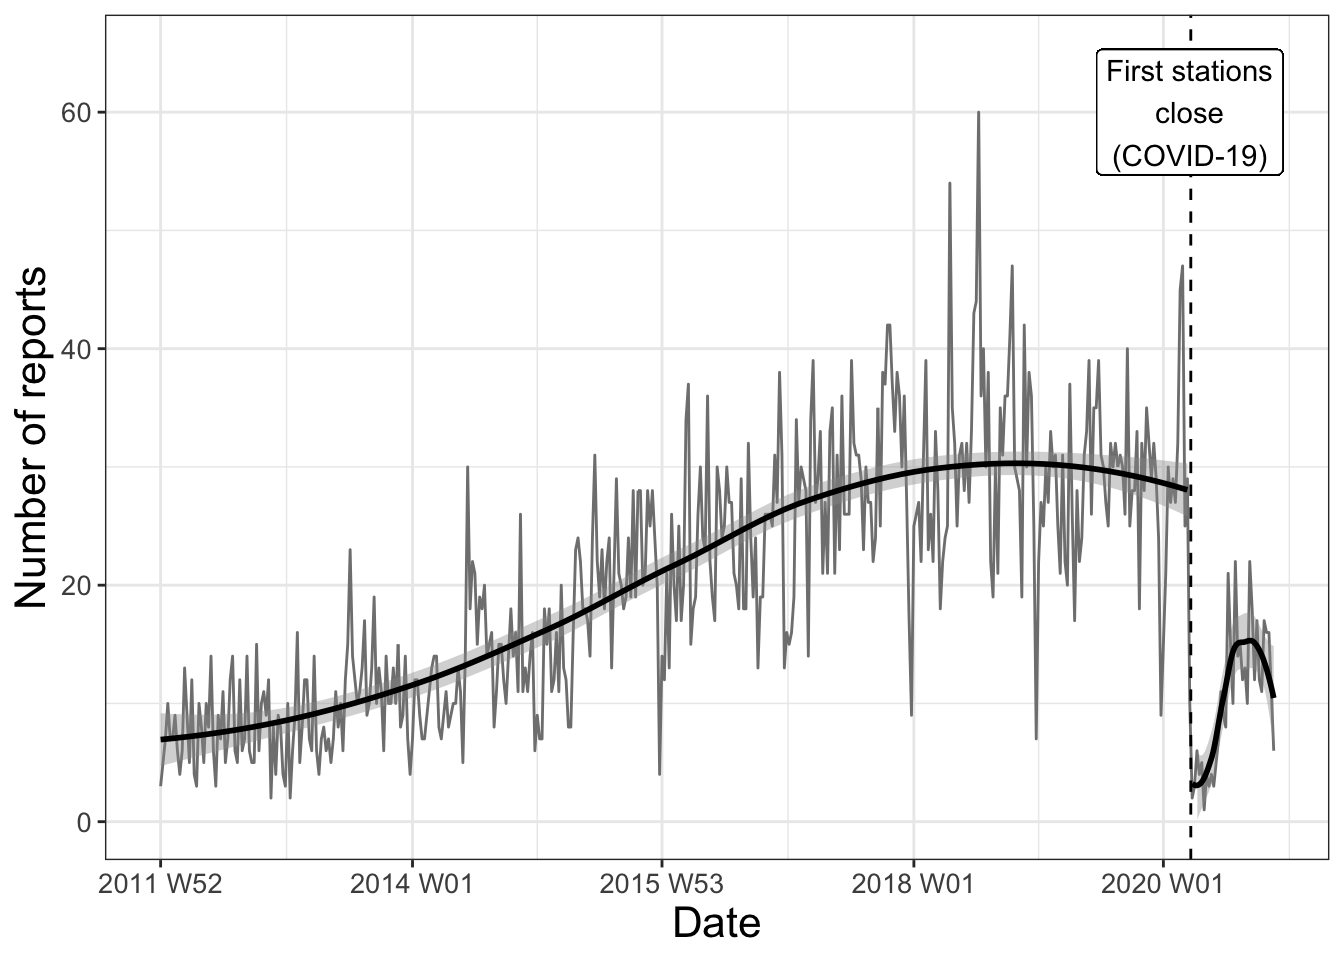 First stations
close
(COVID-19)
60
40
20
0
Number of reports
2011 W52
2014 W01
2015 W53
2018 W01
2020 W01
Date